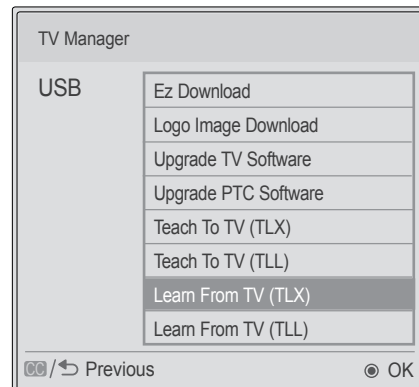 TV Manager
USB
Ez Download
Logo Image Download
Upgrade TV Software
Upgrade PTC Software
Teach To TV (TLX)
Teach To TV (TLL)
Learn From TV (TLX)
Learn From TV (TLL)
CC/ Previous
OK